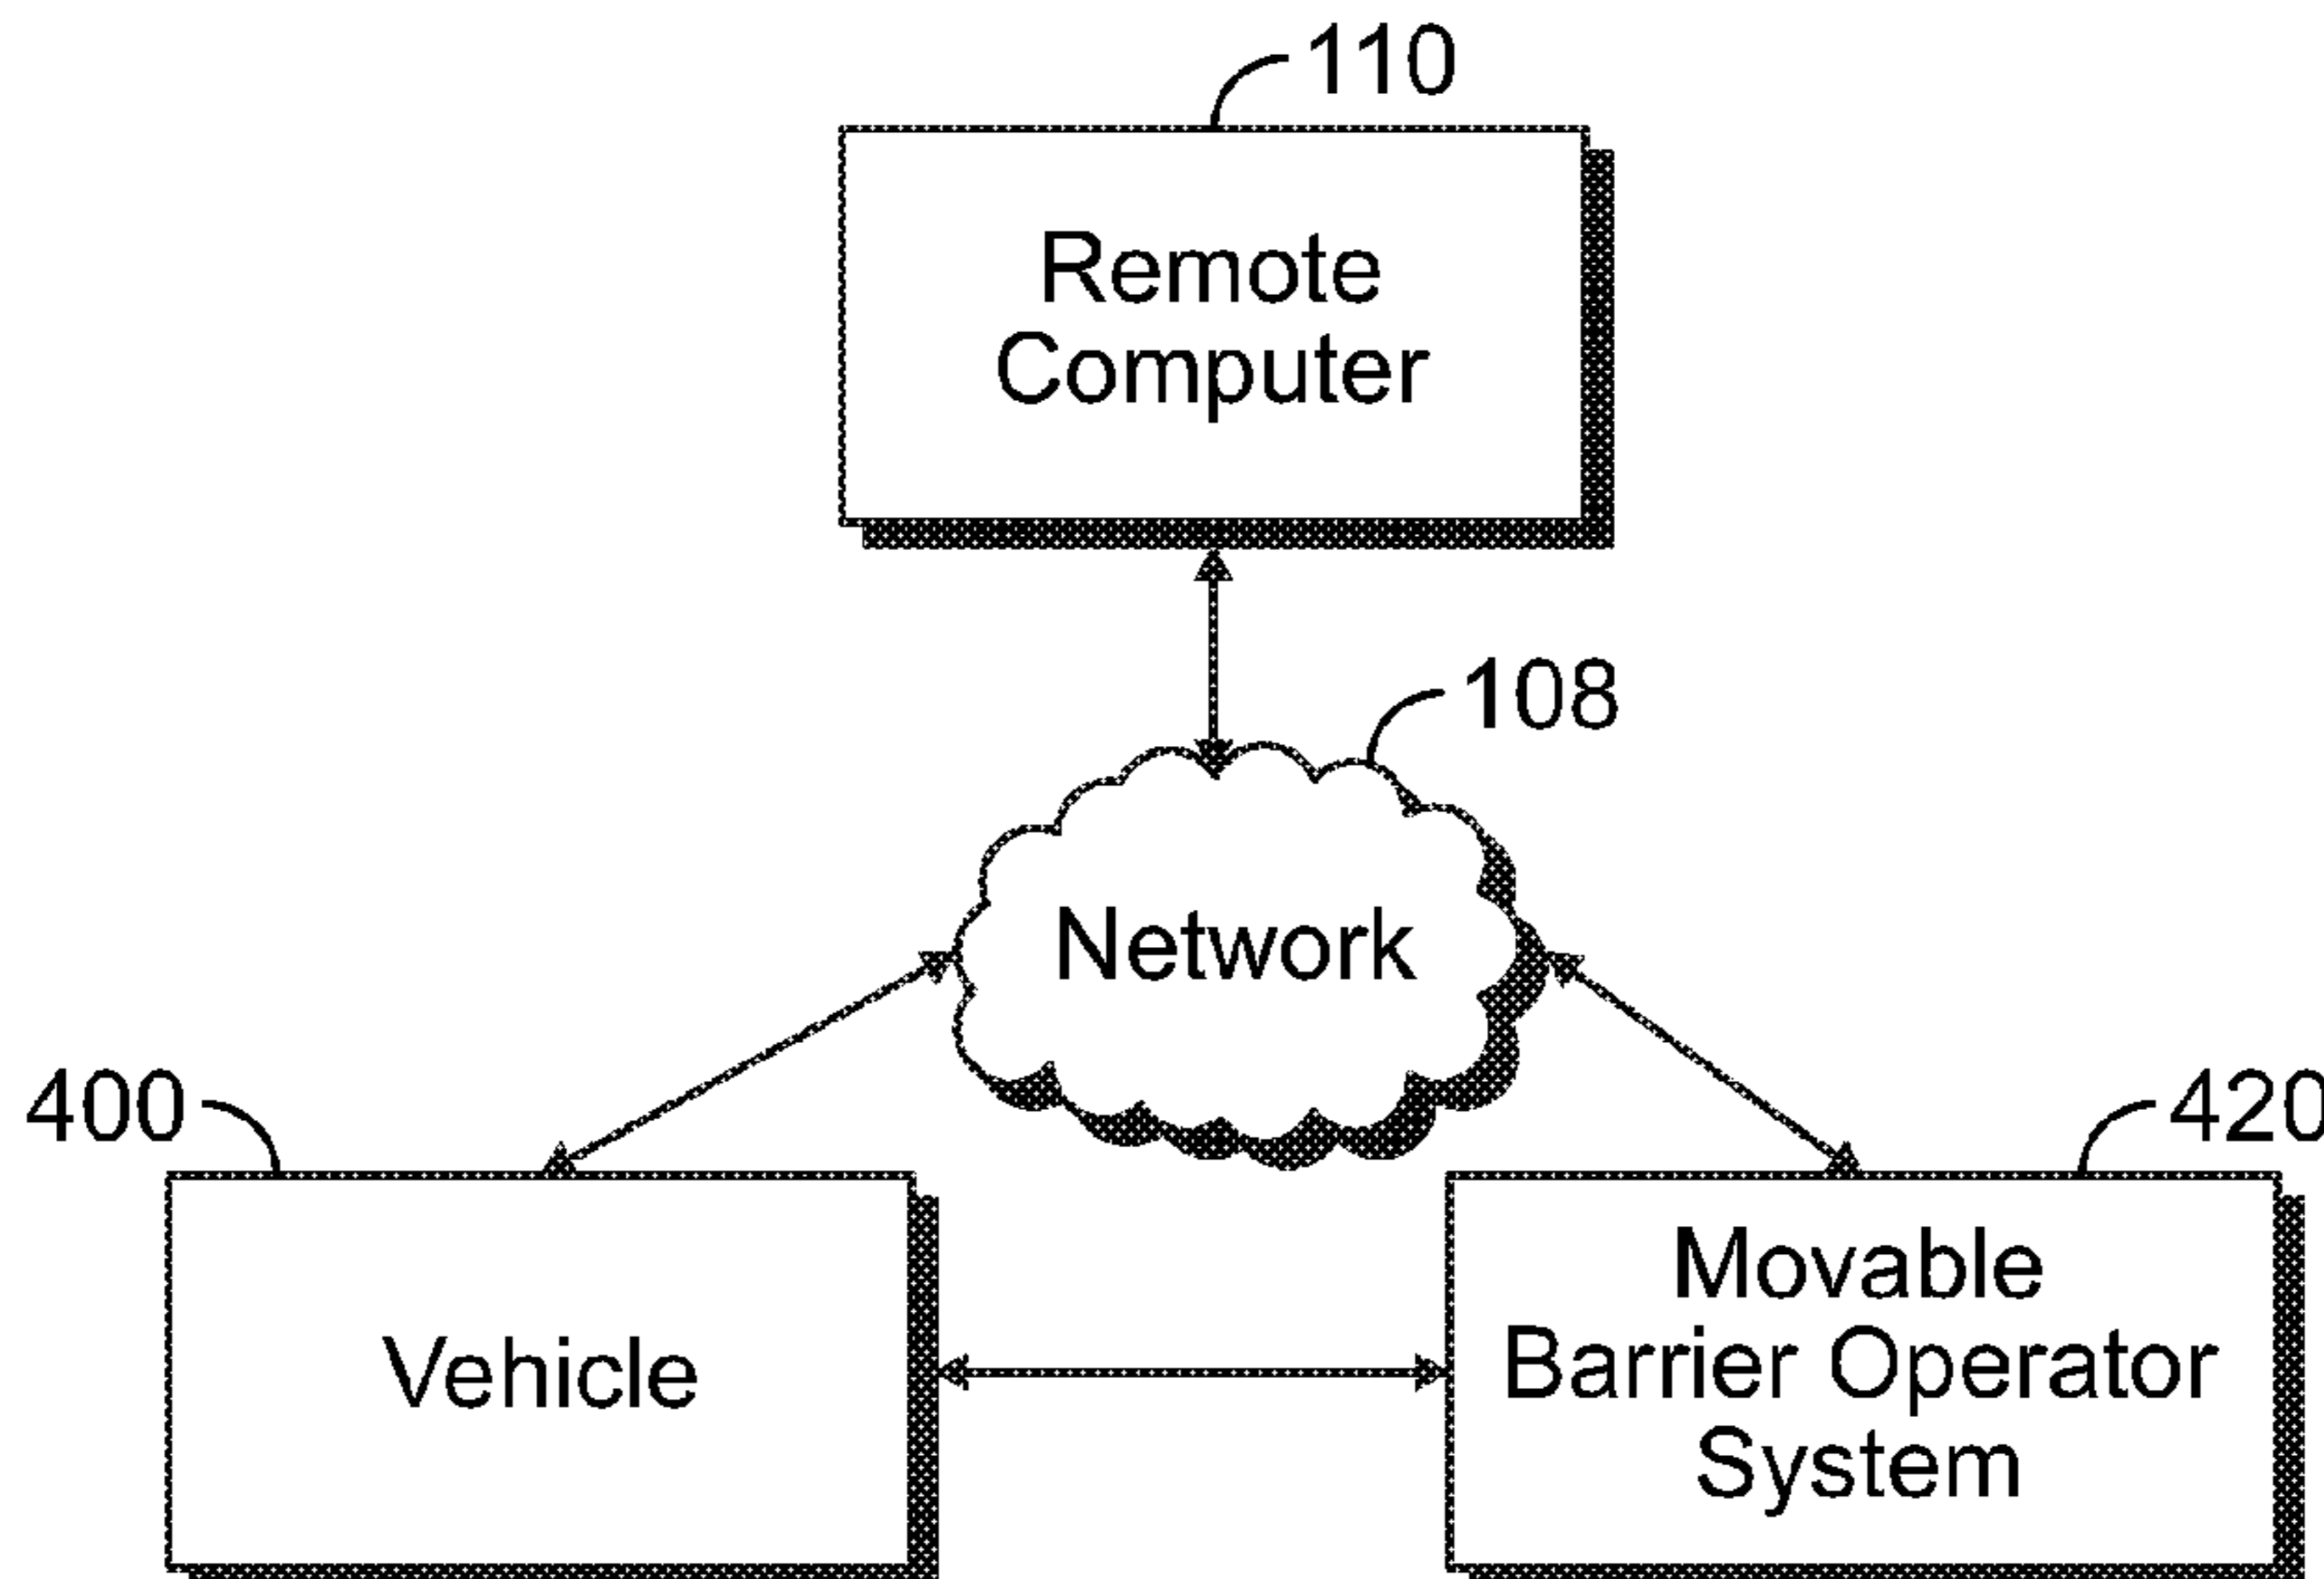 110
Remote
Computer
108
Network
400
420
Vehicle
Movable
Barrier Operator
System